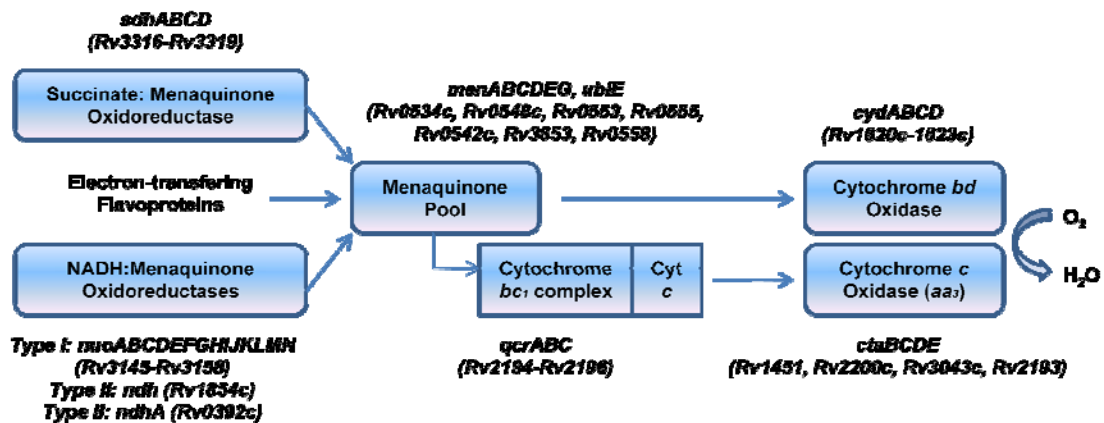 sdhABCD
(Rv3316-Rv3319)
Succinate: Menaquinone
Oxidoreductase
Electron-transfering
Flavoproteins
NADH:Menaquinone
Oxidoreductases
Type I: nuoABCDEFGHIJKLMN
(Rv3145-Rv3158)
Type II: ndh (Rv1854c)
Type II: ndhA (Rv0392c)
menABCDEG, ubiE
(Rv0534c, Rv0548c, Rv0553, Rv0555,
Rv0542c, Rv3853, Rv0558)
Menaquinone
Pool
Cytochrome
bc₁ complex
Cyt
c
qcrABC
(Rv2194-Rv2196)
cydABCD
(Rv1620c-1623c)
Cytochrome bd
Oxidase
Cytochrome c
Oxidase (aa₃)
ctaBCDE
(Rv1451, Rv2200c, Rv3043c, Rv2193)
O₂
H₂O